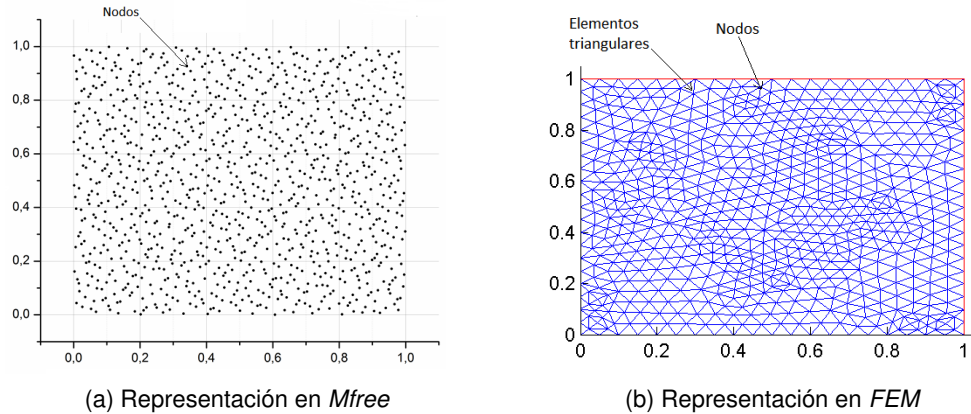 Nodos
1,0
0,8
0,6
0,4
0,2
0,0
0,0 0,2 0,4 0,6 0,8 1,0
(a) Representación en Mfree
Elementos
triangulares
Nodos
1
0.8
0.6
0.4
0.2
0
0 0.2 0.4 0.6 0.8 1
(b) Representación en FEM